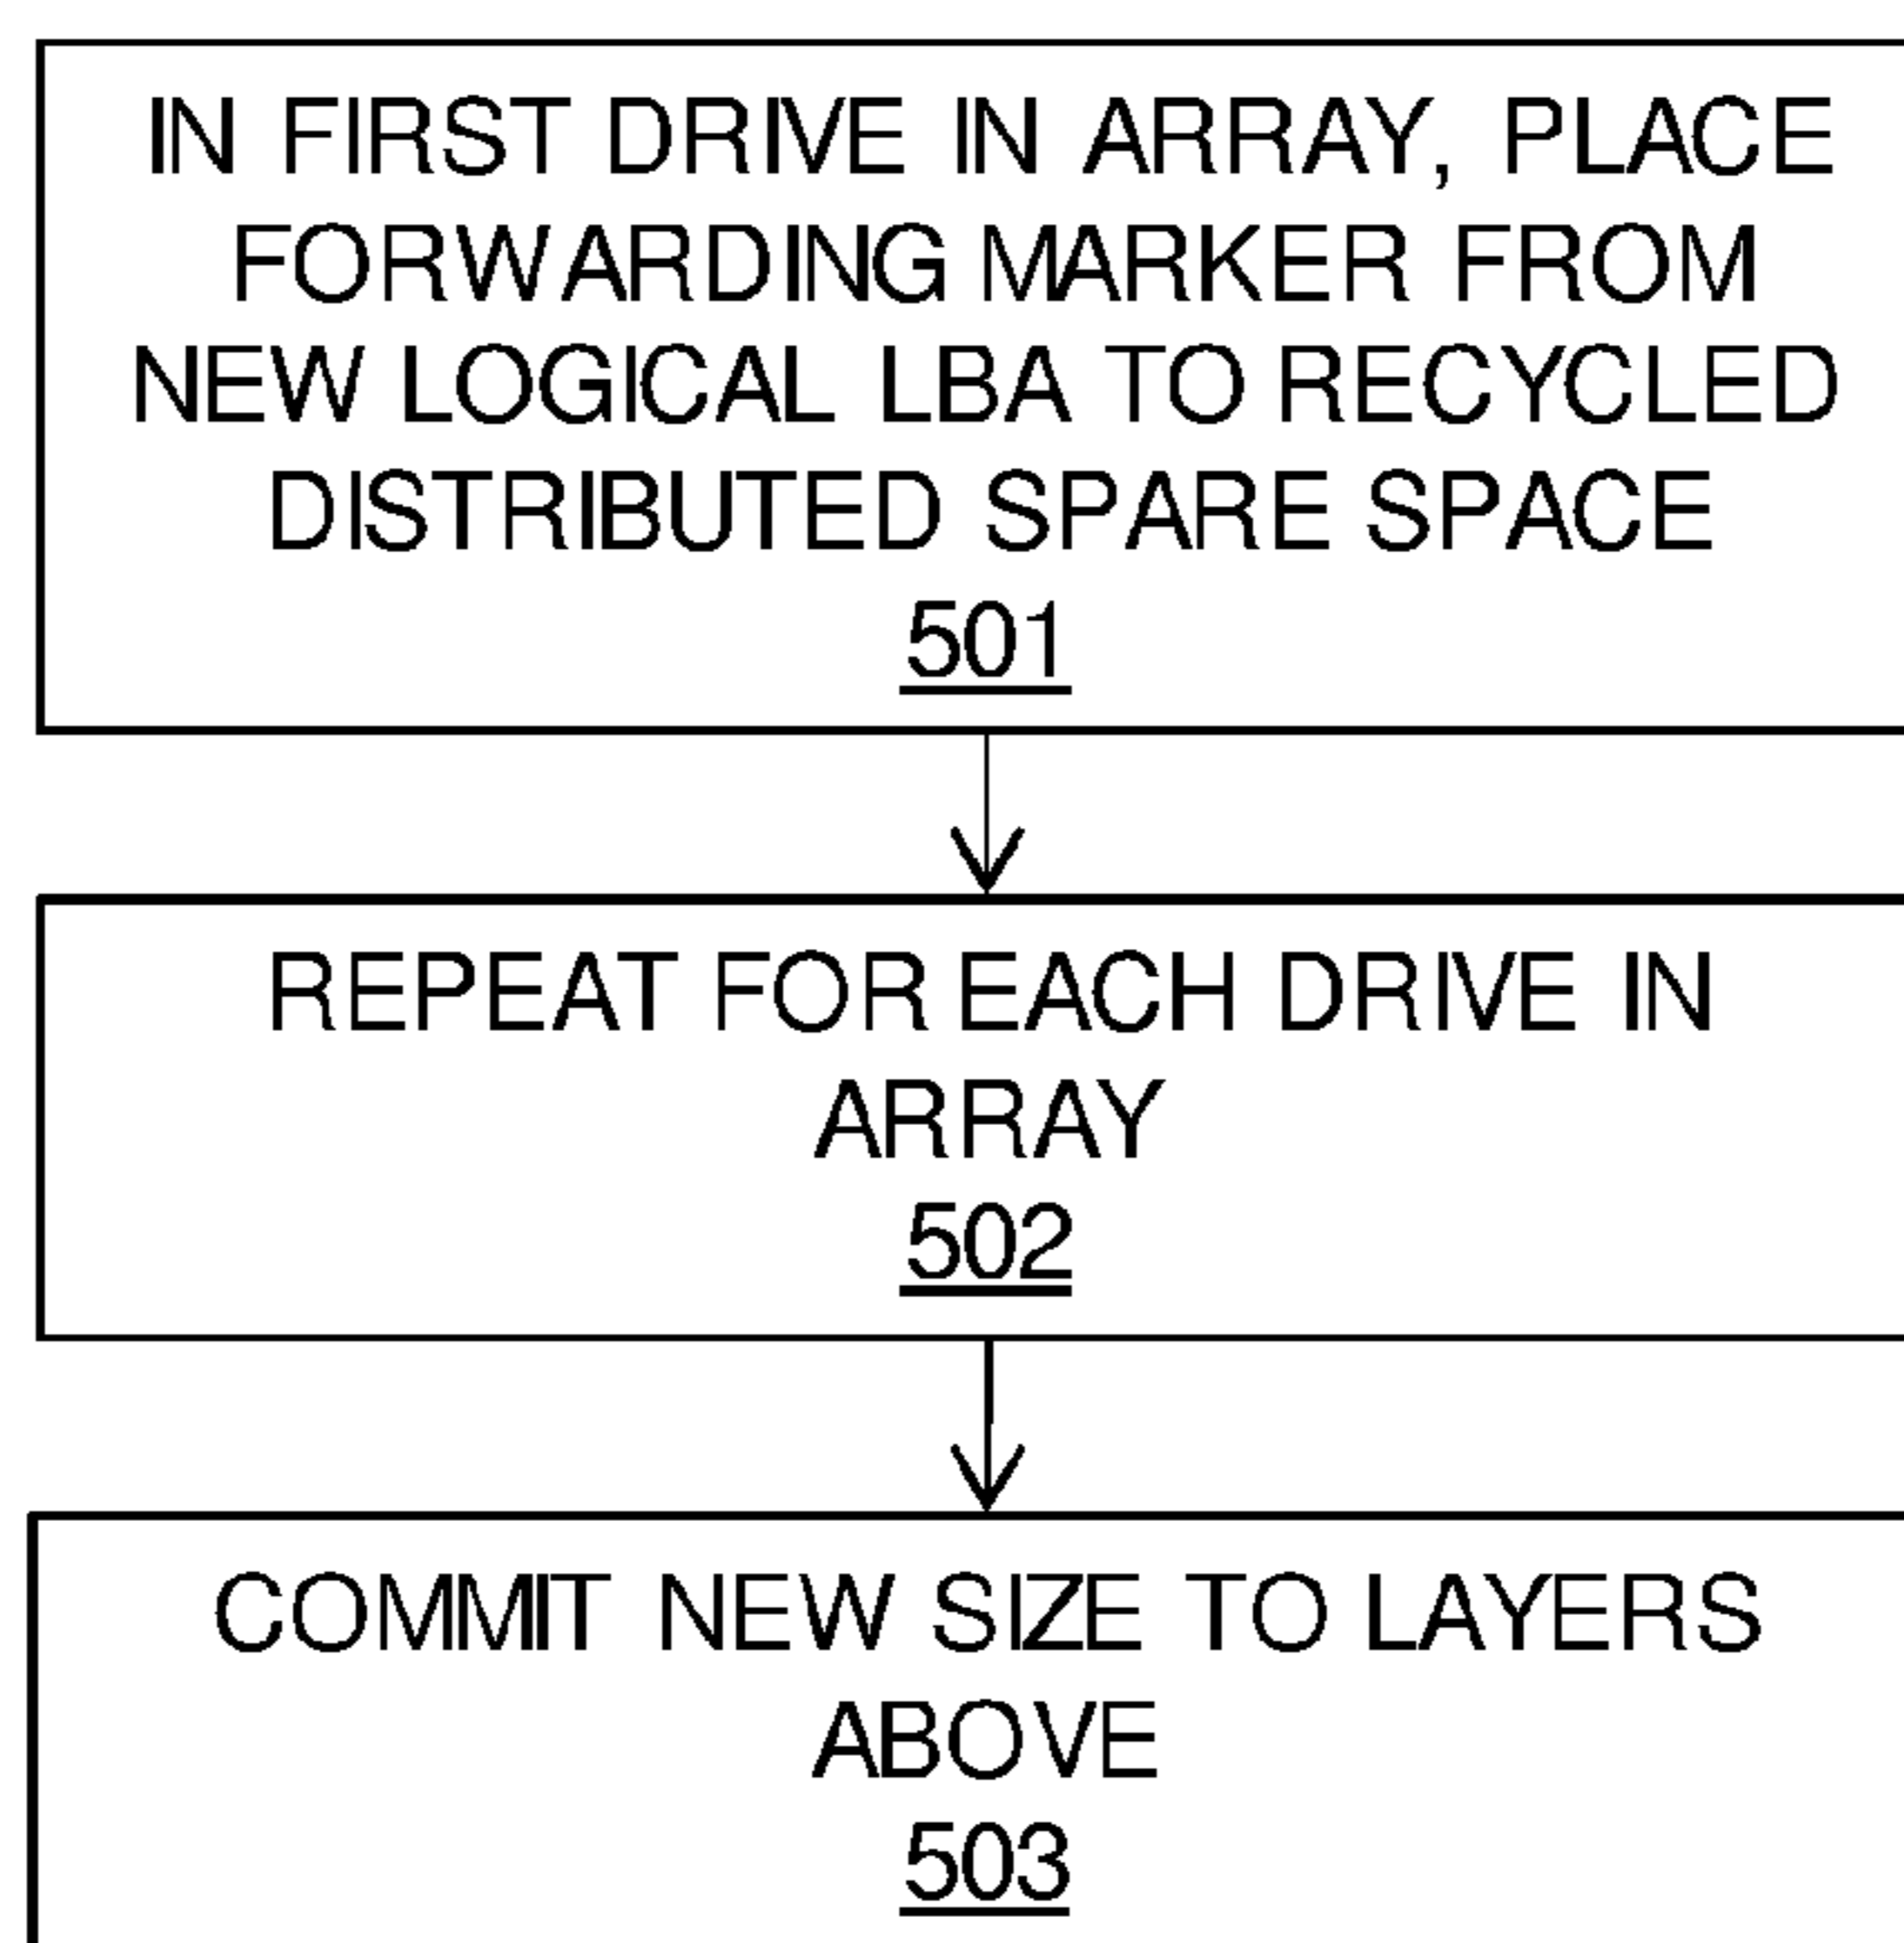 IN FIRST DRIVE IN ARRAY, PLACE
FORWARDING MARKER FROM
NEW LOGICAL LBA TO RECYCLED
DISTRIBUTED SPARE SPACE
501
REPEAT FOR EACH DRIVE IN
ARRAY
502
COMMIT NEW SIZE TO LAYERS
ABOVE
503